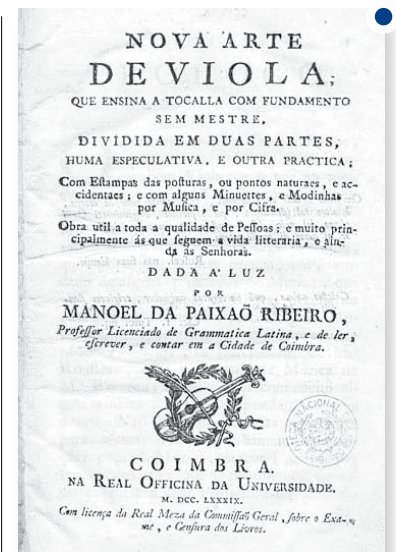 NOVA ARTE
DE VIOLA;
QUE ENSINA A TOCALLA COM FUNDAMENTO
SEM MESTRE,
DIVIDIDA EM DUAS PARTES,
HUMA ESPECULATIVA, E OUTRA PRACTICA;
Com Eſtampas das poſturas, ou pontos naturaes, e ac-
cidentaes; e com alguns Minuettes, e Modinhas
por Muſica, e por Cifra.
Obra util a toda a qualidade de Peſſoas; e muito prin-
cipalmente ás que ſeguem a vida litteraria, e ain-
da ás Senhoras.
DADA A' LUZ
POR
MANOEL DA PAIXAÕ RIBEIRO,
Profeſſor Licenciado de Grammatica Latina, e de ler,
eſcrever, e contar em a Cidade de Coimbra.
COIMBRA.
NA REAL OFFICINA DA UNIVERSIDADE.
M. DCC. LXXXIX.
Com licença da Real Meza da Commiſſaõ Geral, ſobre o Exa-
me, e Cenſura dos Livros.